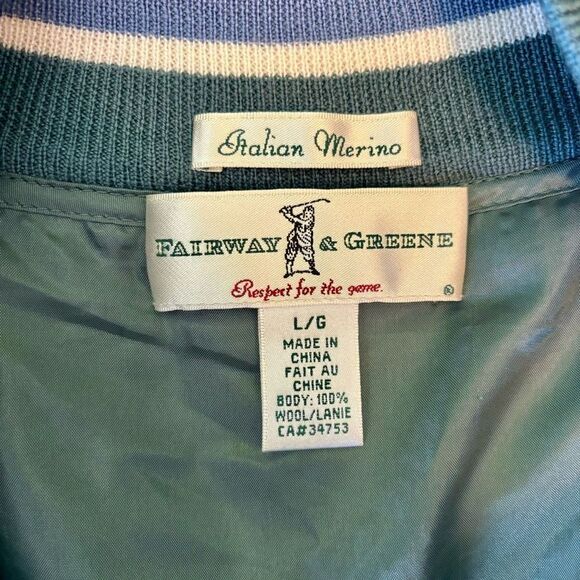 Italian Merino
FAIRWAY & GREENE
Respect for the game.
®
L/G
MADE IN
CHINA
FAIT AU
CHINE
BODY: 100%
WOOL/LANIE
CA#34753